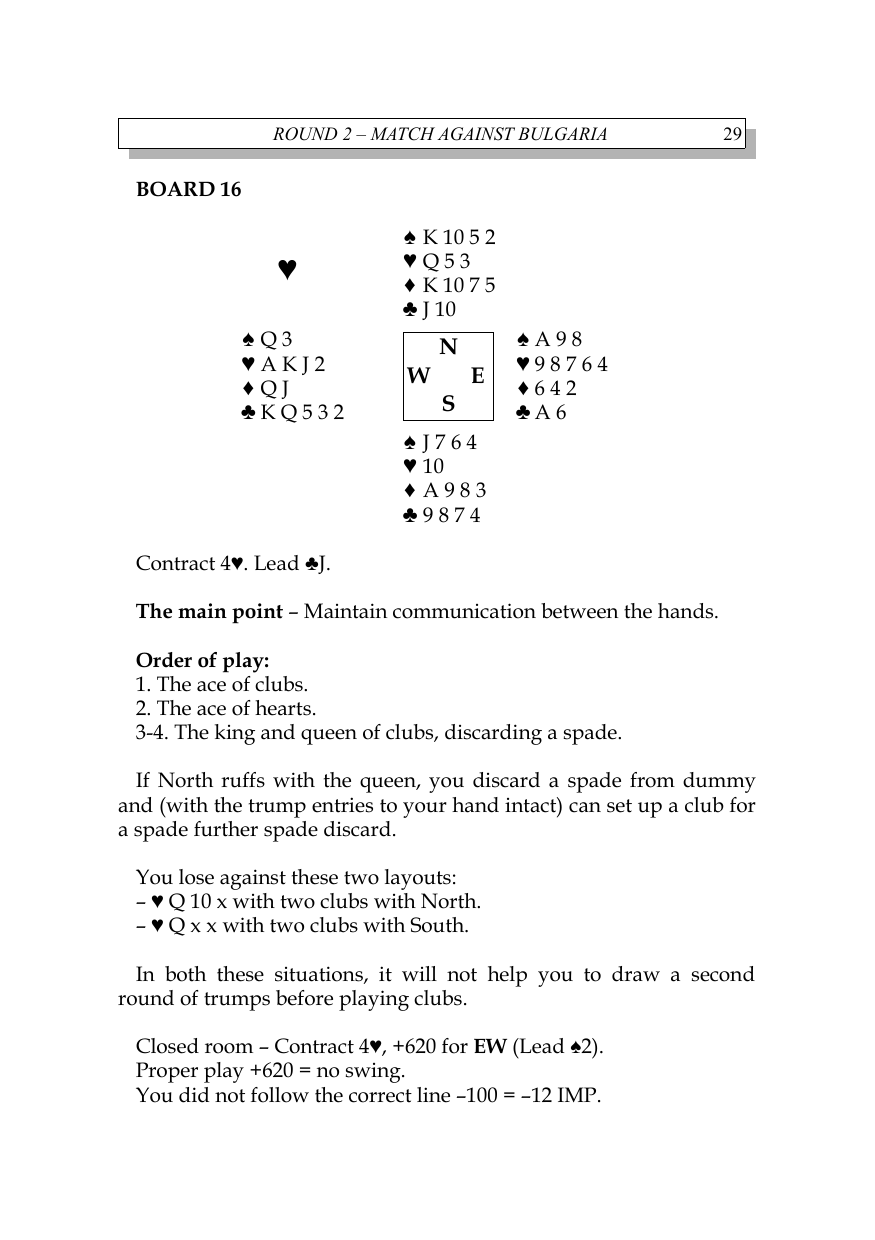 ROUND 2 – MATCH AGAINST BULGARIA 29
BOARD 16
♠ K 10 5 2
♥ Q 5 3
♦ K 10 7 5
♣ J 10
♥
♠ Q 3
♥ A K J 2
♦ Q J
♣ K Q 5 3 2
N
W E
S
♠ A 9 8
♥ 9 8 7 6 4
♦ 6 4 2
♣ A 6
♠ J 7 6 4
♥ 10
♦ A 9 8 3
♣ 9 8 7 4
Contract 4♥. Lead ♣J.
The main point – Maintain communication between the hands.
Order of play:
1. The ace of clubs.
2. The ace of hearts.
3-4. The king and queen of clubs, discarding a spade.
If North ruffs with the queen, you discard a spade from dummy
and (with the trump entries to your hand intact) can set up a club for
a spade further spade discard.
You lose against these two layouts:
– ♥ Q 10 x with two clubs with North.
– ♥ Q x x with two clubs with South.
In both these situations, it will not help you to draw a second
round of trumps before playing clubs.
Closed room – Contract 4♥, +620 for EW (Lead ♠2).
Proper play +620 = no swing.
You did not follow the correct line –100 = –12 IMP.